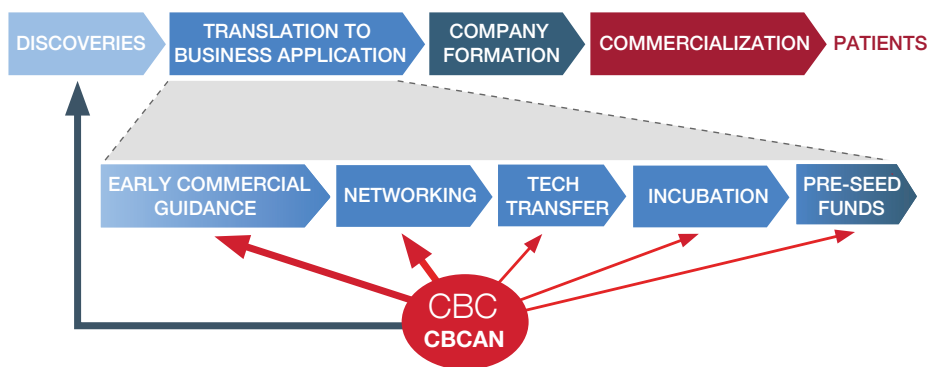 DISCOVERIES
TRANSLATION TO
BUSINESS APPLICATION
COMPANY
FORMATION
COMMERCIALIZATION
PATIENTS
EARLY COMMERCIAL
GUIDANCE
NETWORKING
TECH
TRANSFER
INCUBATION
PRE-SEED
FUNDS
CBC
CBCAN